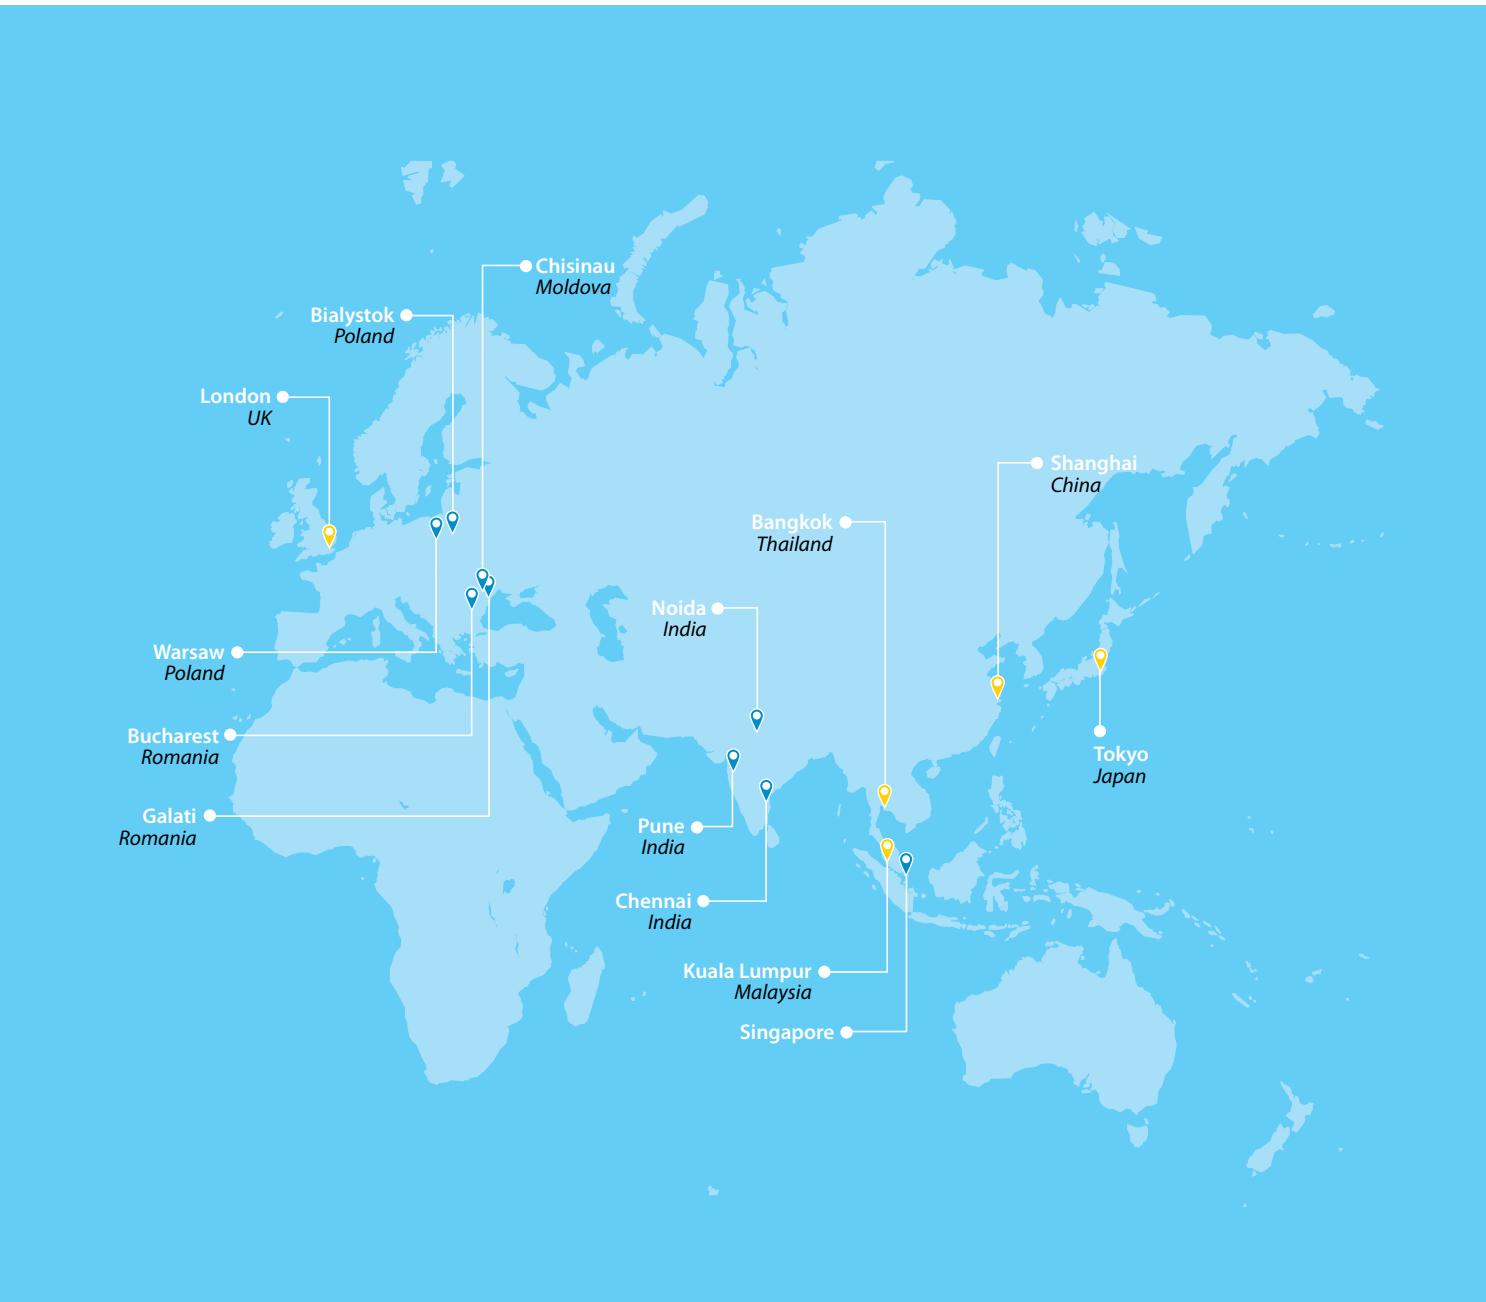 Chisinau
Moldova
Bialystok
Poland
London
UK
Shanghai
China
Bangkok
Thailand
Noida
India
Warsaw
Poland
Bucharest
Romania
Tokyo
Japan
Galati
Romania
Pune
India
Chennai
India
Kuala Lumpur
Malaysia
Singapore